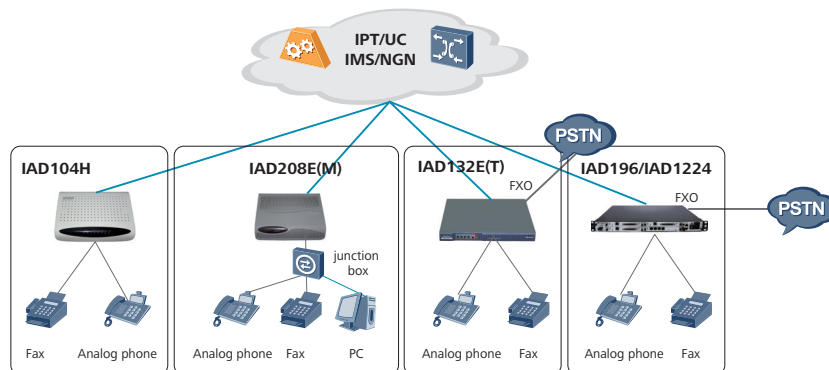 IPT/UC
IMS/NGN
PSTN
IAD104H
IAD208E(M)
IAD132E(T)
IAD196/IAD1224
FXO
FXO
PSTN
junction
box
Fax
Analog phone
Analog phone
Fax
PC
Analog phone
Fax
Analog phone
Fax